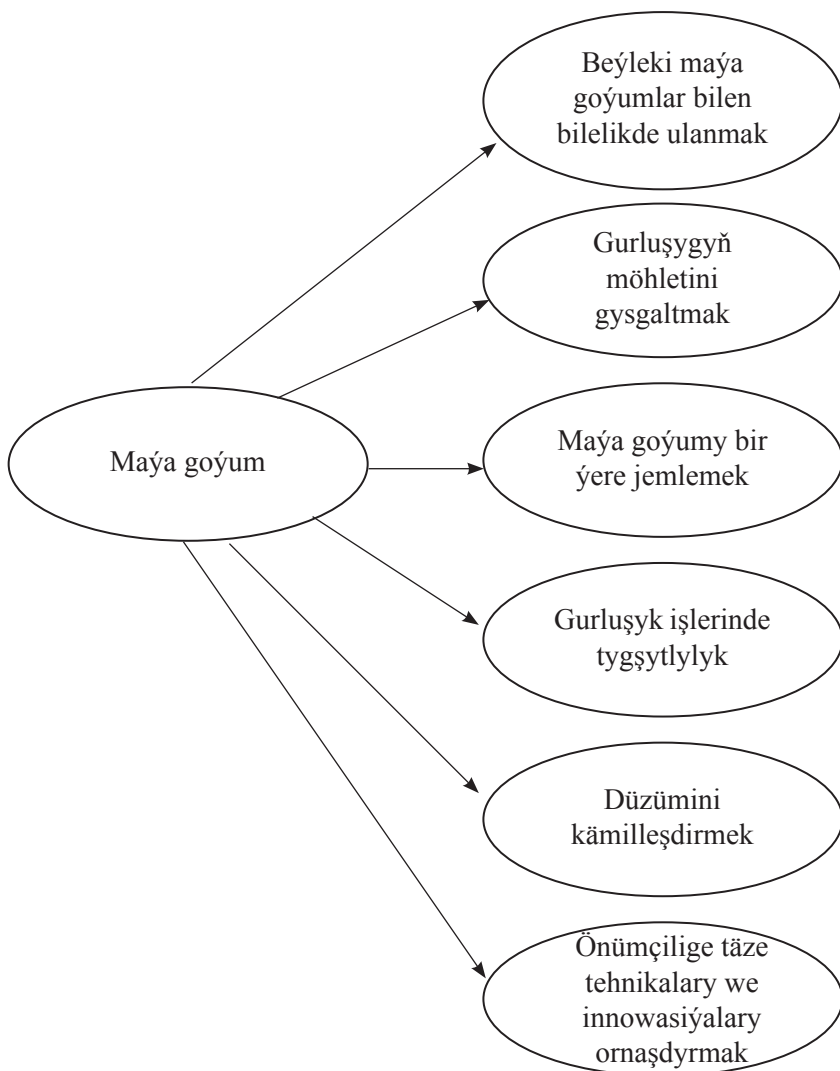 Beýleki maýa
goýumlar bilen
bilelikde ulanmak
Gurluşygyň
möhletini
gysgaltmak
Maýa goýum
Maýa goýumy bir
ýere jemlemek
Gurluşyk işlerinde
tygşytlylyk
Düzümini
kämilleşdirmek
Önümçilige täze
tehnikalary we
innowasiýalary
ornaşdyrmak